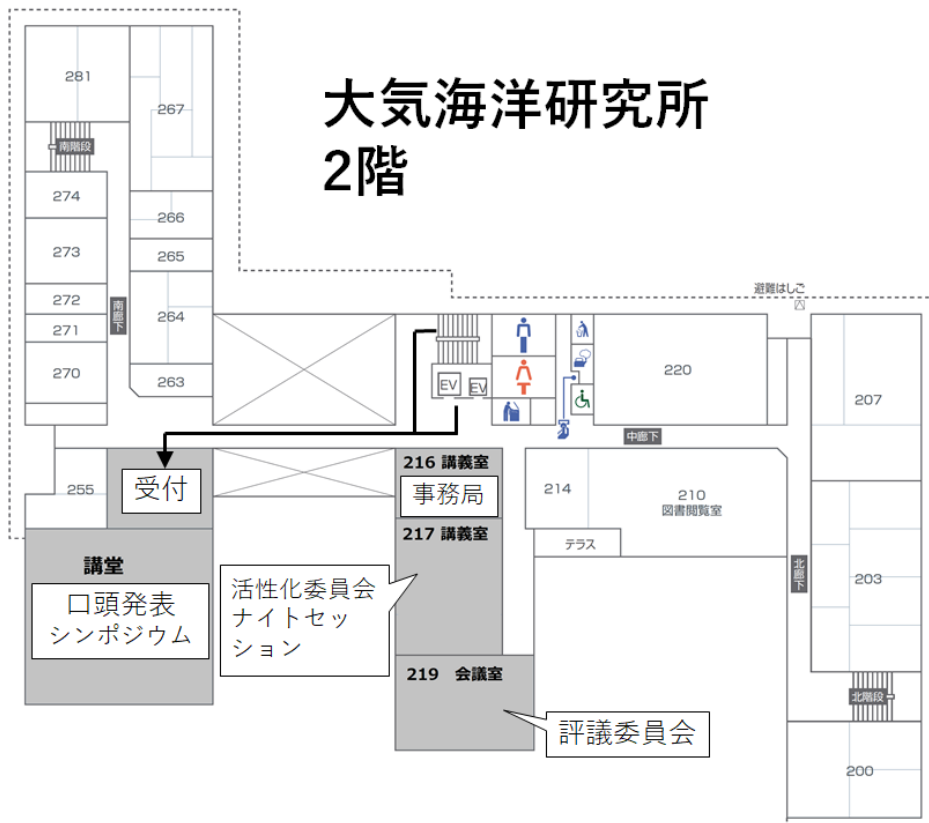 大気海洋研究所
2階
281
267
南階段
274
266
273
265
272
南廊下
264
271
270
263
避難はしご
EV
EV
220
207
中廊下
255
受付
216 講義室
事務局
214
210
図書閲覧室
217 講義室
テラス
講堂
口頭発表
シンポジウム
活性化委員会
ナイトセッ
ション
北廊下
203
219 会議室
評議委員会
北階段
200